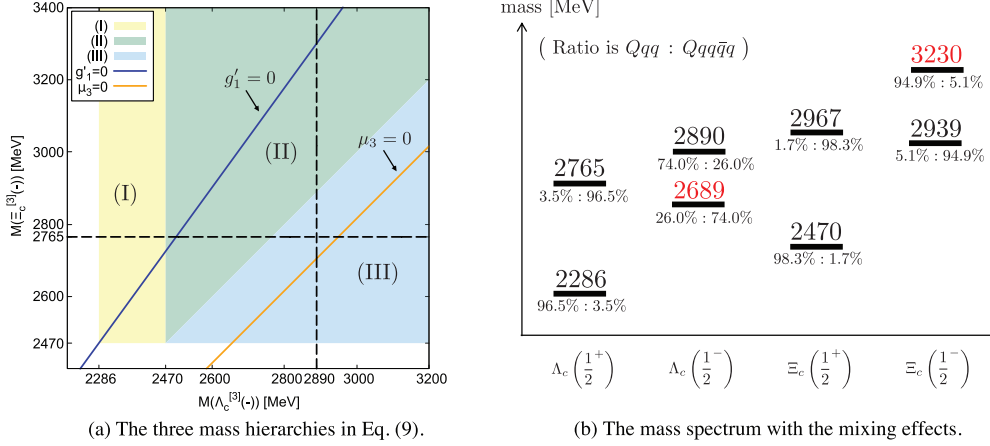 3400
3200
3000
2800
2765
2600
2470
M(Ξc[3](-)) [MeV]
(I)
(II)
(III)
g'1=0
μ3=0
g′1 = 0
μ3 = 0
(I)
(II)
(III)
2286 2470 2600 2800 2890 3000 3200
M(Λc[3](-)) [MeV]
(a) The three mass hierarchies in Eq. (9).
mass [MeV]
( Ratio is Qqq : Qqqq̄q )
3230
94.9% : 5.1%
2967
1.7% : 98.3%
2939
5.1% : 94.9%
2890
74.0% : 26.0%
2765
3.5% : 96.5%
2689
26.0% : 74.0%
2470
98.3% : 1.7%
2286
96.5% : 3.5%
Λc (1/2+) Λc (1/2−) Ξc (1/2+) Ξc (1/2−)
(b) The mass spectrum with the mixing effects.